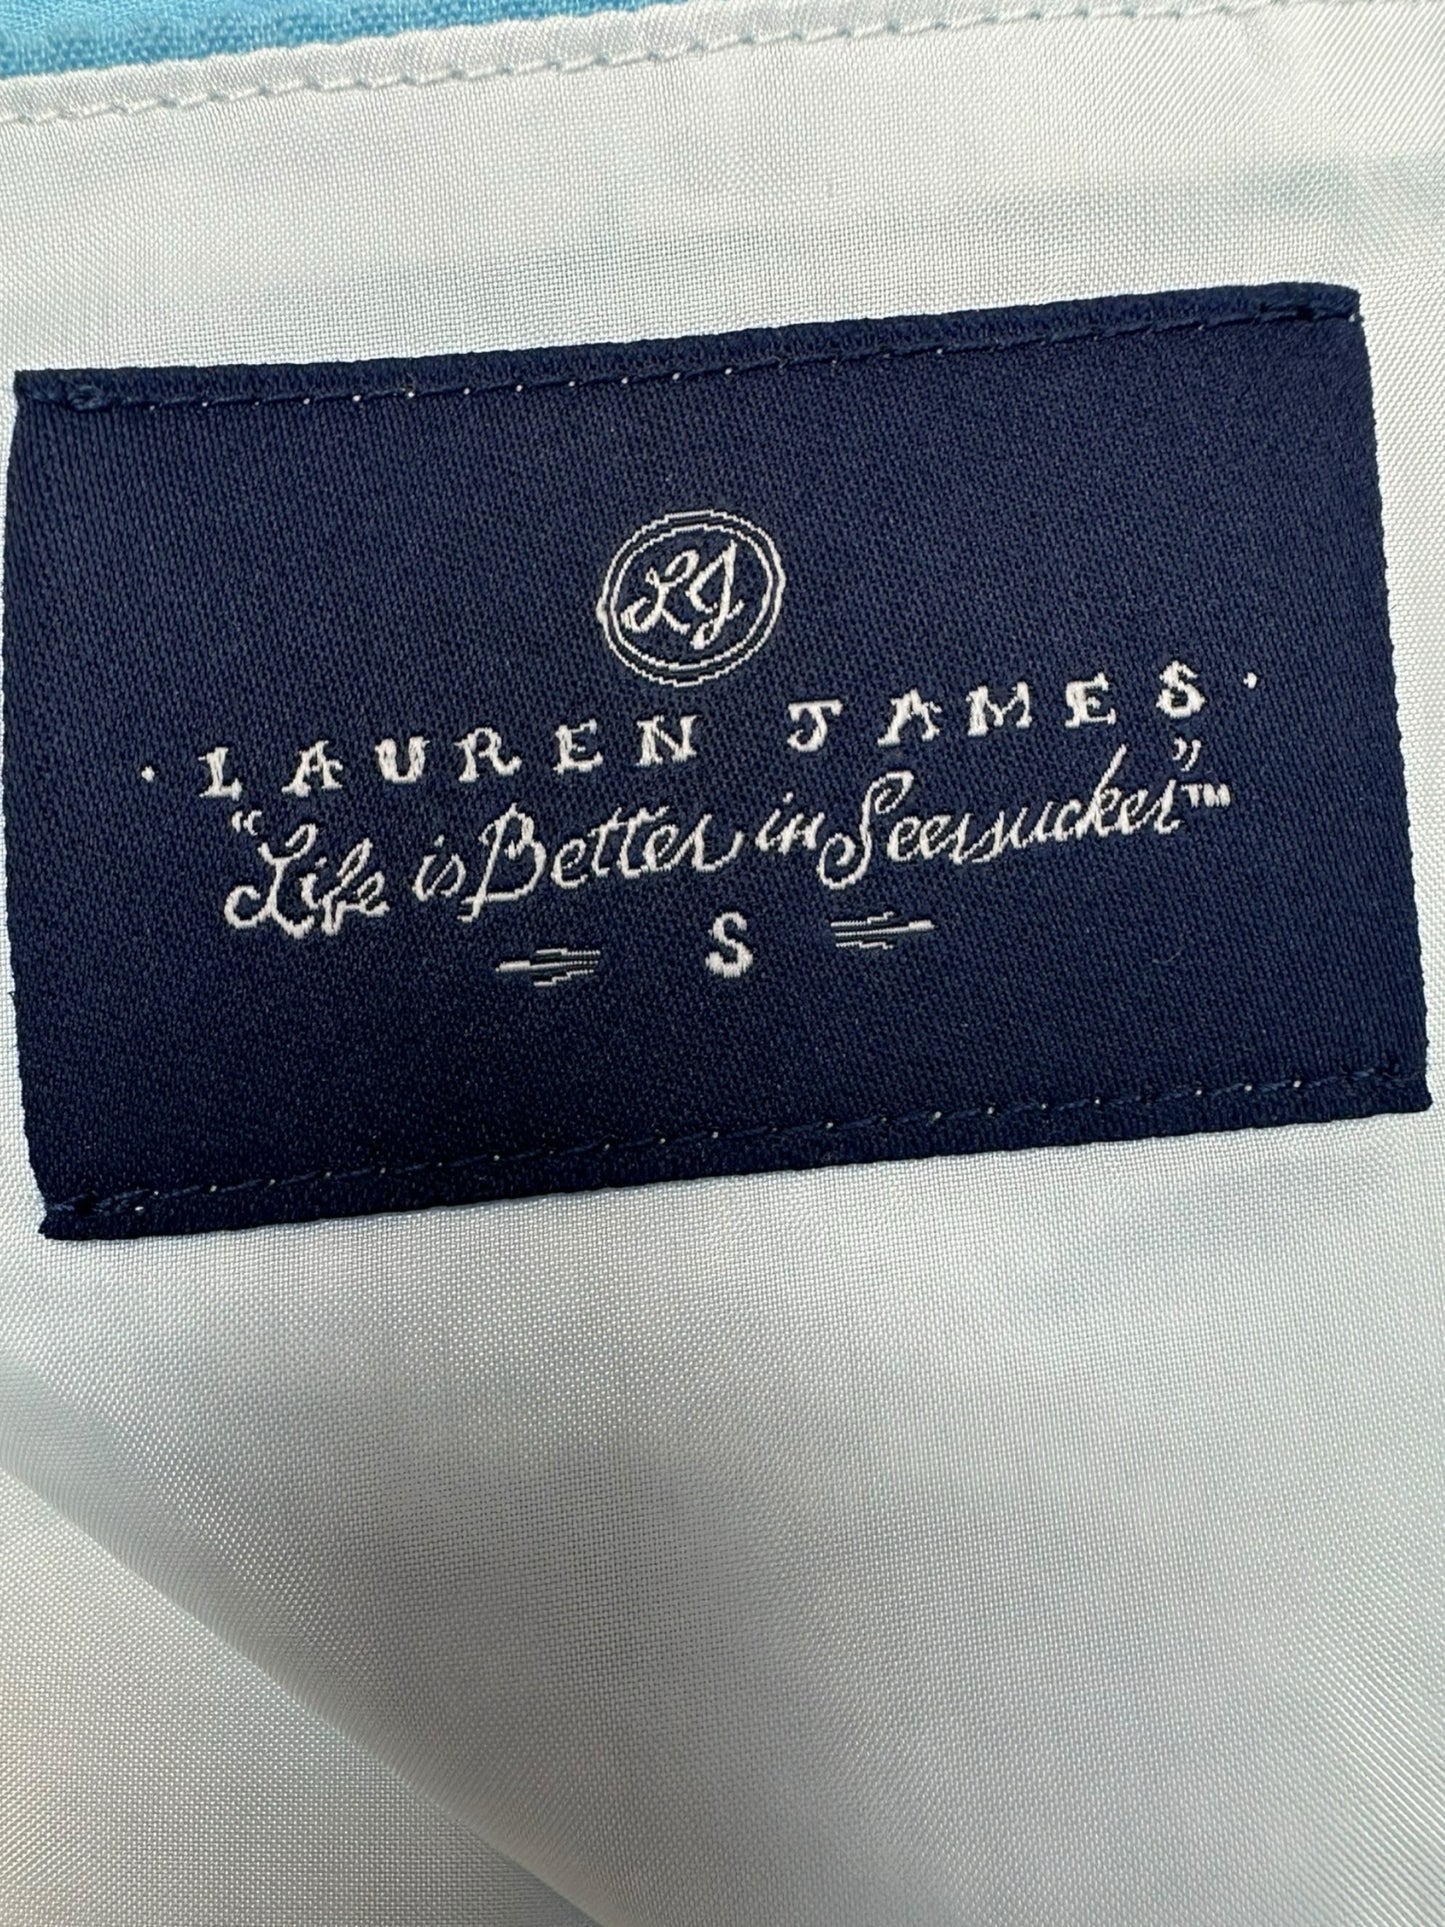 LJ
· LAUREN JAMES ·
"Life is Better in Seersucker"™
S